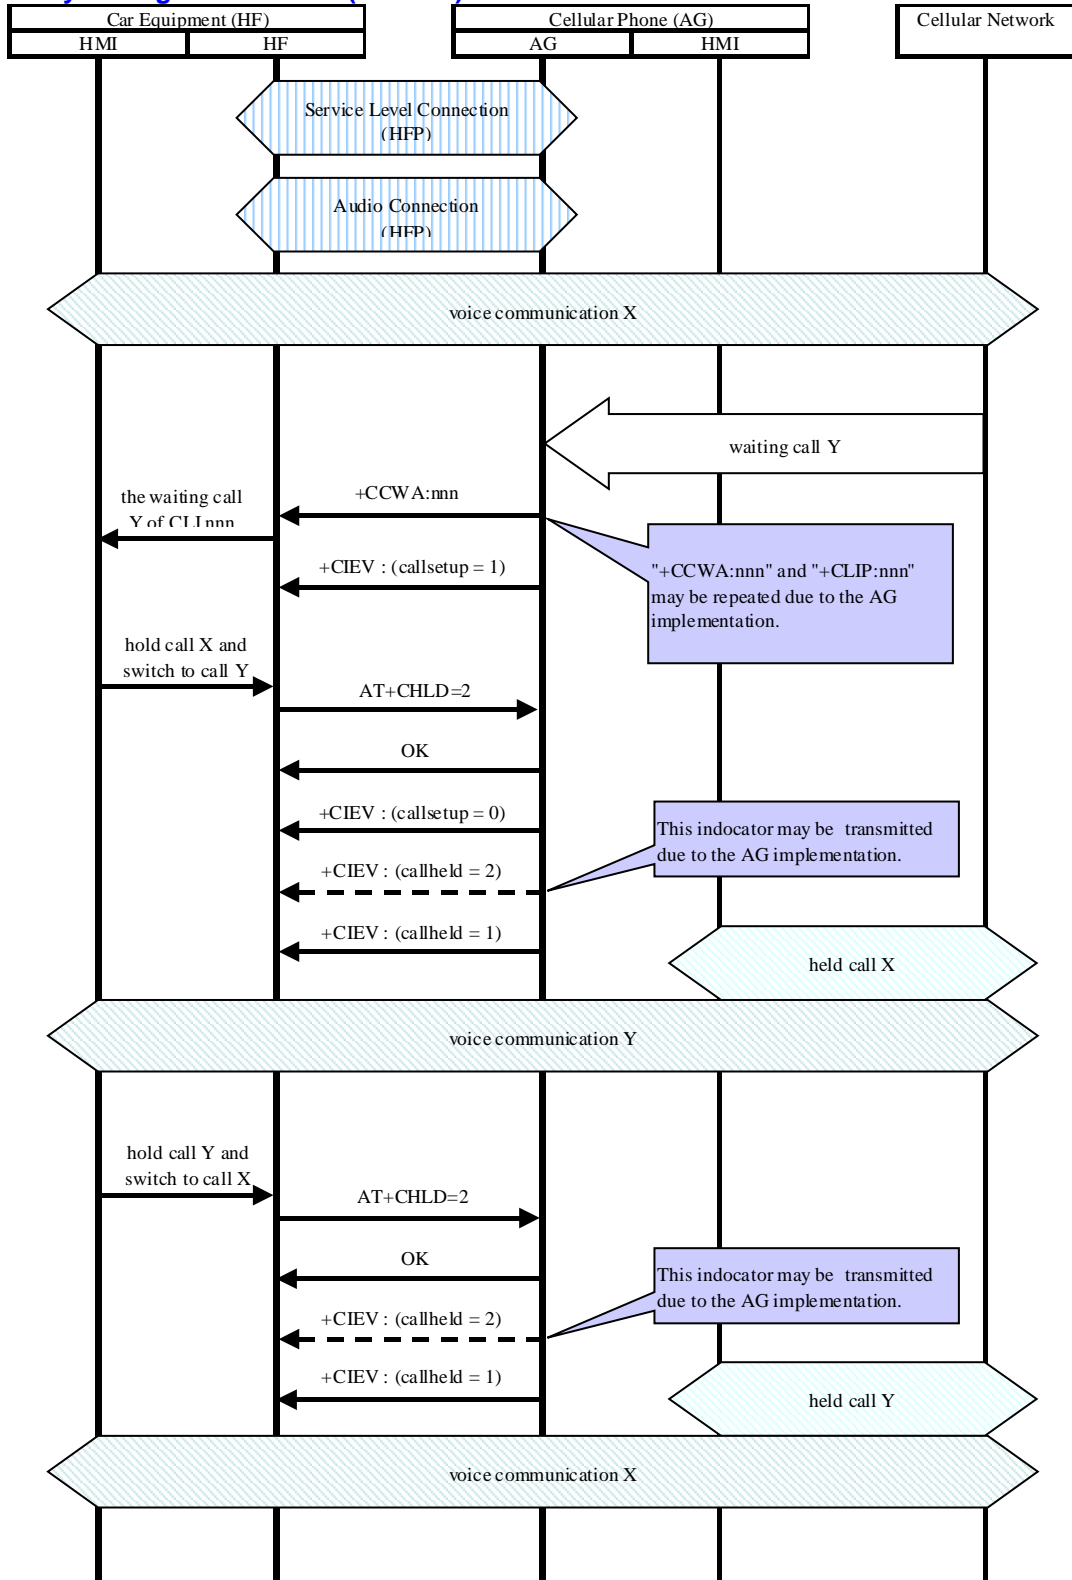 Car Equipment (HF)
Cellular Phone (AG)
Cellular Network
HMI
HF
AG
HMI
Service Level Connection
(HFP)
Audio Connection
(HFP)
voice communication X
waiting call Y
+CCWA:nnn
the waiting call
Y of CLI nnn
+CIEV : (callsetup = 1)
"+CCWA:nnn" and "+CLIP:nnn"
may be repeated due to the AG
implementation.
hold call X and
switch to call Y
AT+CHLD=2
OK
+CIEV : (callsetup = 0)
This indocator may be transmitted
due to the AG implementation.
+CIEV : (callheld = 2)
+CIEV : (callheld = 1)
held call X
voice communication Y
hold call Y and
switch to call X
AT+CHLD=2
OK
This indocator may be transmitted
due to the AG implementation.
+CIEV : (callheld = 2)
+CIEV : (callheld = 1)
held call Y
voice communication X